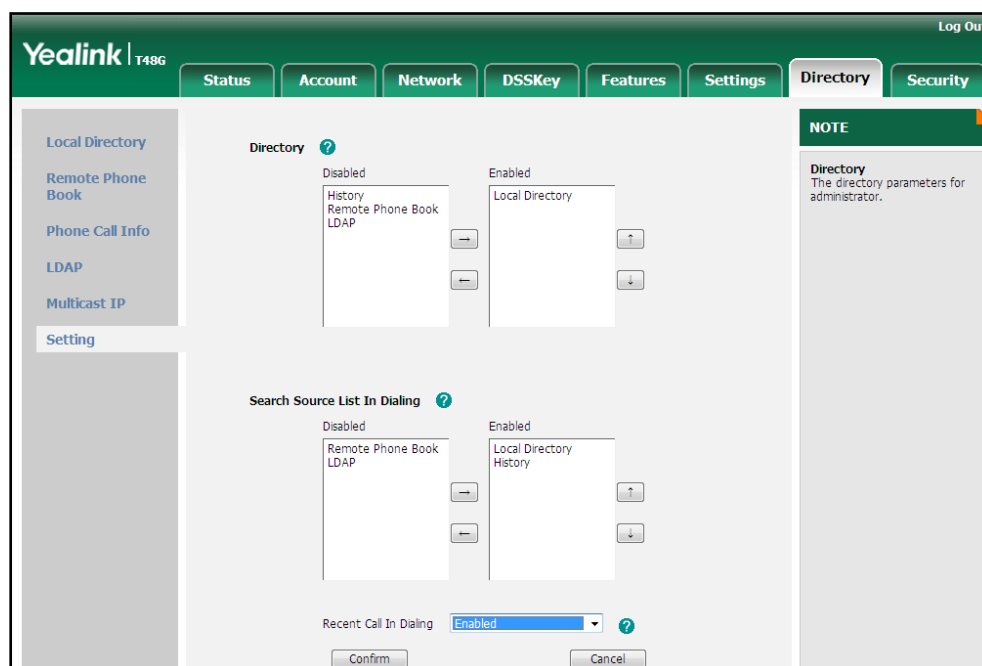 Log Ou
Yealink T48G
Status Account Network DSSKey Features Settings Directory Security
Local Directory
Remote Phone
Book
Phone Call Info
LDAP
Multicast IP
Setting
Directory ?
Disabled Enabled
History
Remote Phone Book
LDAP
Local Directory
→
←
↑
↓
Search Source List In Dialing ?
Disabled Enabled
Remote Phone Book
LDAP
Local Directory
History
→
←
↑
↓
Recent Call In Dialing Enabled ?
Confirm Cancel
NOTE
Directory
The directory parameters for
administrator.